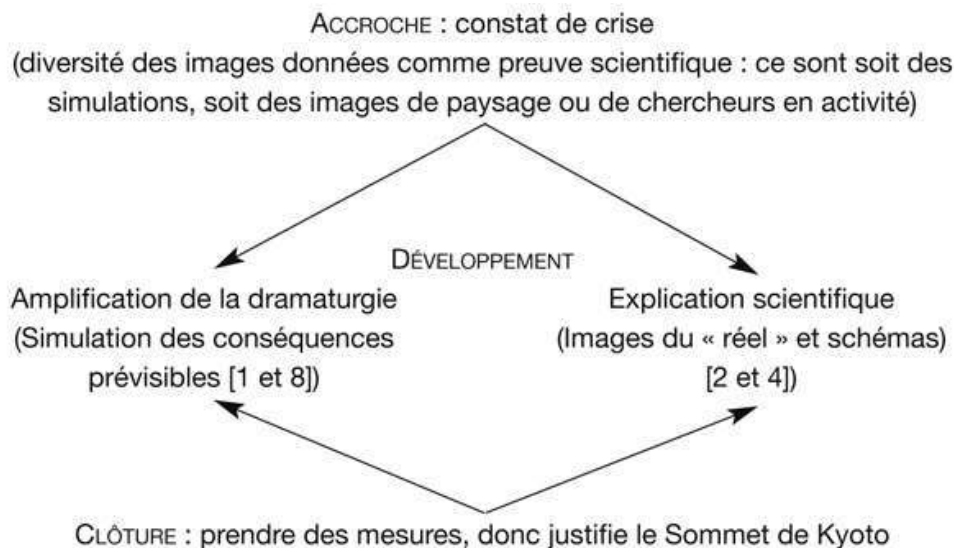 ACCROCHE : constat de crise
(diversité des images données comme preuve scientifique : ce sont soit des
simulations, soit des images de paysage ou de chercheurs en activité)
DÉVELOPPEMENT
Amplification de la dramaturgie
(Simulation des conséquences
prévisibles [1 et 8])
Explication scientifique
(Images du « réel » et schémas)
[2 et 4])
CLÔTURE : prendre des mesures, donc justifie le Sommet de Kyoto